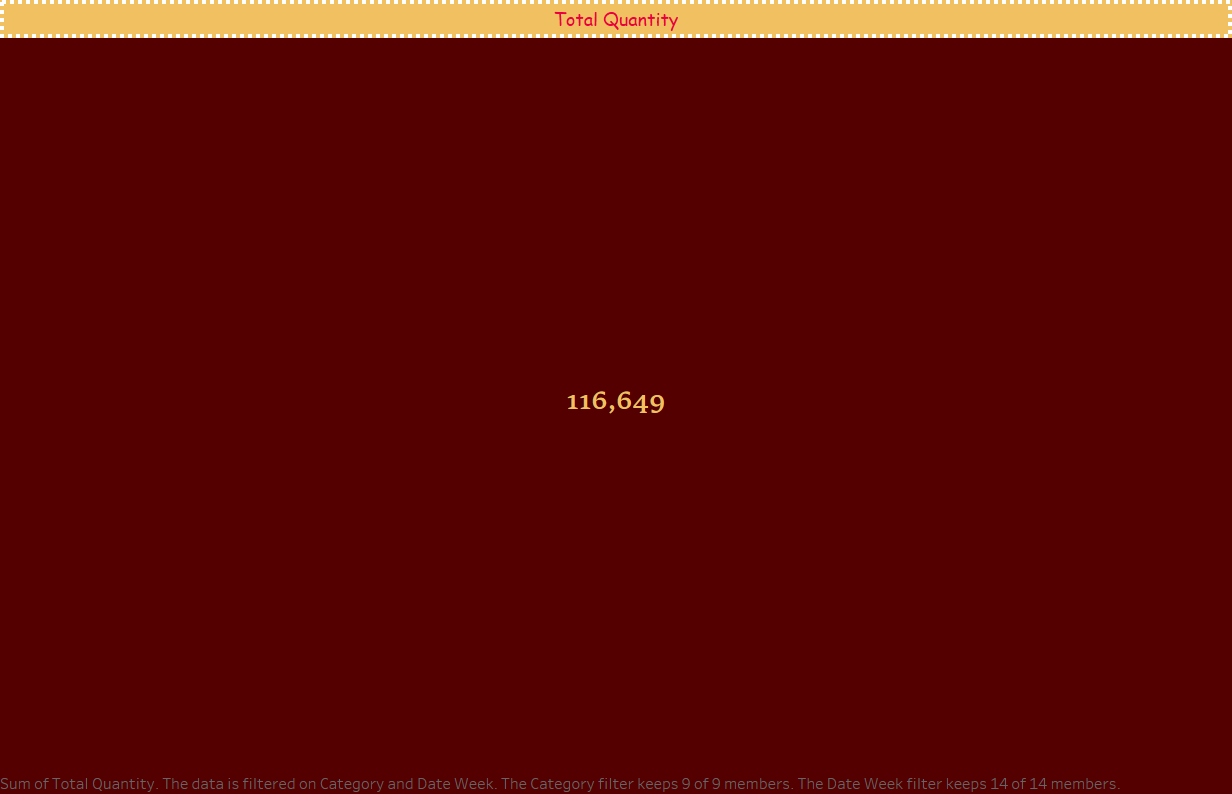 Total Quantity
116,649
Sum of Total Quantity. The data is filtered on Category and Date Week. The Category filter keeps 9 of 9 members. The Date Week filter keeps 14 of 14 members.